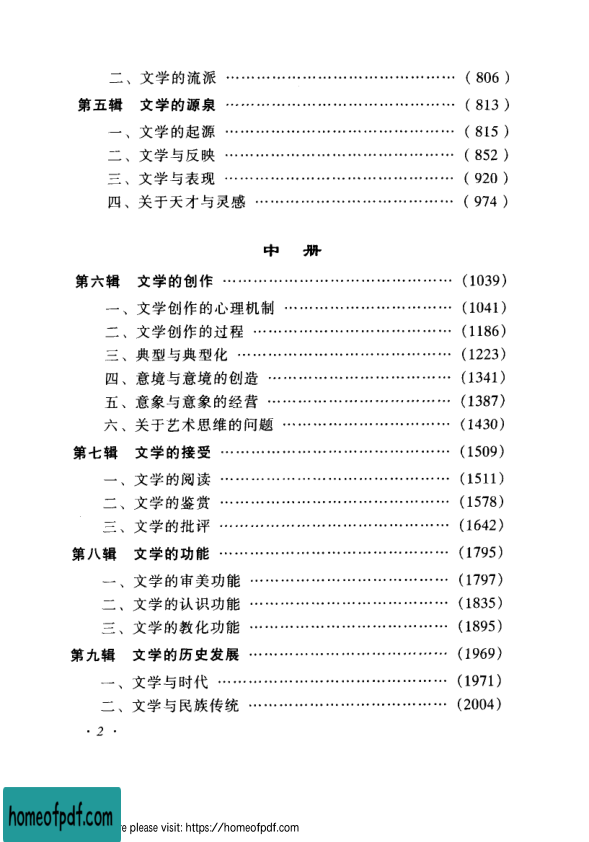 二、文学的流派 …………………………………… ( 806 )
第五辑 文学的源泉 …………………………………… ( 813 )
一、文学的起源 …………………………………… ( 815 )
二、文学与反映 …………………………………… ( 852 )
三、文学与表现 …………………………………… ( 920 )
四、关于天才与灵感 ……………………………… ( 974 )
中 册
第六辑 文学的创作 …………………………………… (1039)
一、文学创作的心理机制 ………………………… (1041)
二、文学创作的过程 ……………………………… (1186)
三、典型与典型化 ………………………………… (1223)
四、意境与意境的创造 …………………………… (1341)
五、意象与意象的经营 …………………………… (1387)
六、关于艺术思维的问题 ………………………… (1430)
第七辑 文学的接受 …………………………………… (1509)
一、文学的阅读 …………………………………… (1511)
二、文学的鉴赏 …………………………………… (1578)
三、文学的批评 …………………………………… (1642)
第八辑 文学的功能 …………………………………… (1795)
一、文学的审美功能 ……………………………… (1797)
二、文学的认识功能 ……………………………… (1835)
三、文学的教化功能 ……………………………… (1895)
第九辑 文学的历史发展 ……………………………… (1969)
一、文学与时代 …………………………………… (1971)
二、文学与民族传统 ……………………………… (2004)
· 2 ·
homeofpdf.com
re please visit: https://homeofpdf.com